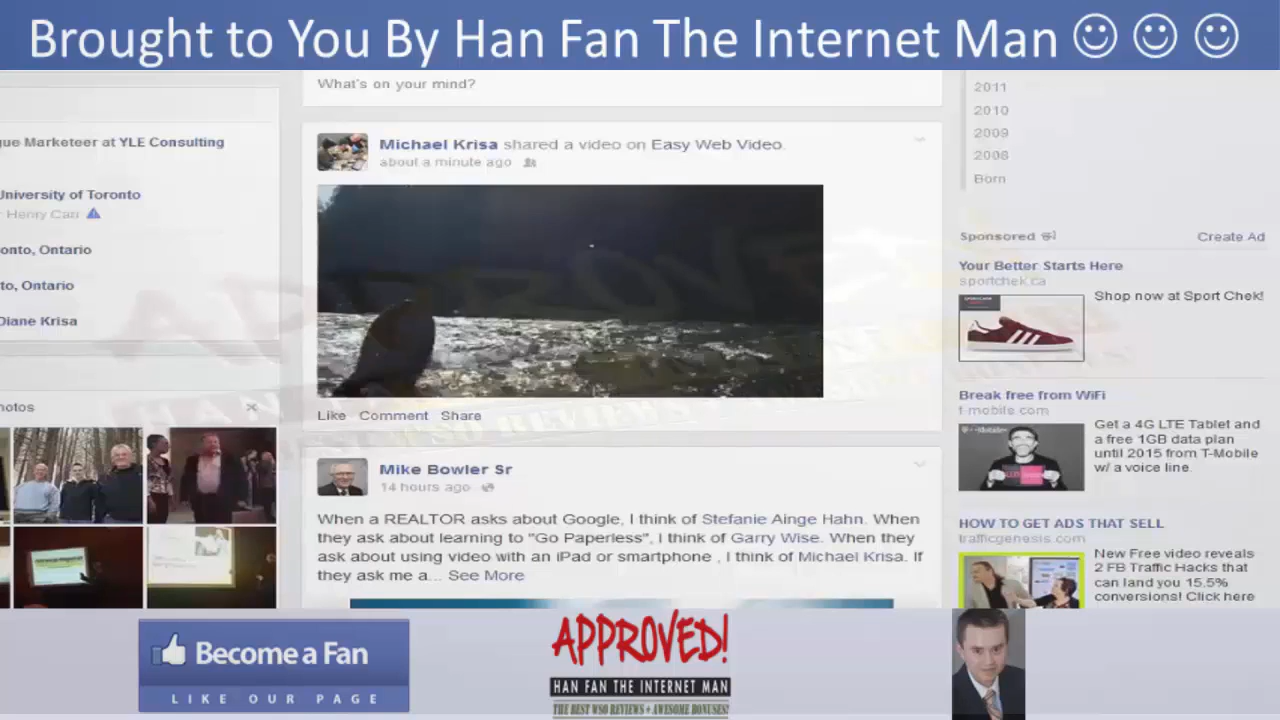 Brought to You By Han Fan The Internet Man
What's on your mind?
gue Marketeer at YLE Consulting
University of Toronto
Henry Carr
onto, Ontario
to, Ontario
Diane Krisa
hotos
Michael Krisa shared a video on Easy Web Video.
about a minute ago
Like Comment Share
Mike Bowler Sr
14 hours ago
When a REALTOR asks about Google, I think of Stefanie Ainge Hahn. When
they ask about learning to "Go Paperless", I think of Garry Wise. When they
ask about using video with an iPad or smartphone , I think of Michael Krisa. If
they ask me a... See More
2011
2010
2009
2008
Born
Sponsored Create Ad
Your Better Starts Here
sportchek.ca
Shop now at Sport Chek!
Break free from WiFi
t-mobile.com
Get a 4G LTE Tablet and
a free 1GB data plan
until 2015 from T-Mobile
w/ a voice line.
HOW TO GET ADS THAT SELL
trafficgenesis.com
New Free video reveals
2 FB Traffic Hacks that
can land you 15.5%
conversions! Click here
Become a Fan
LIKE OUR PAGE
APPROVED!
HAN FAN THE INTERNET MAN
THE BEST WSO REVIEWS + AWESOME BONUSES!